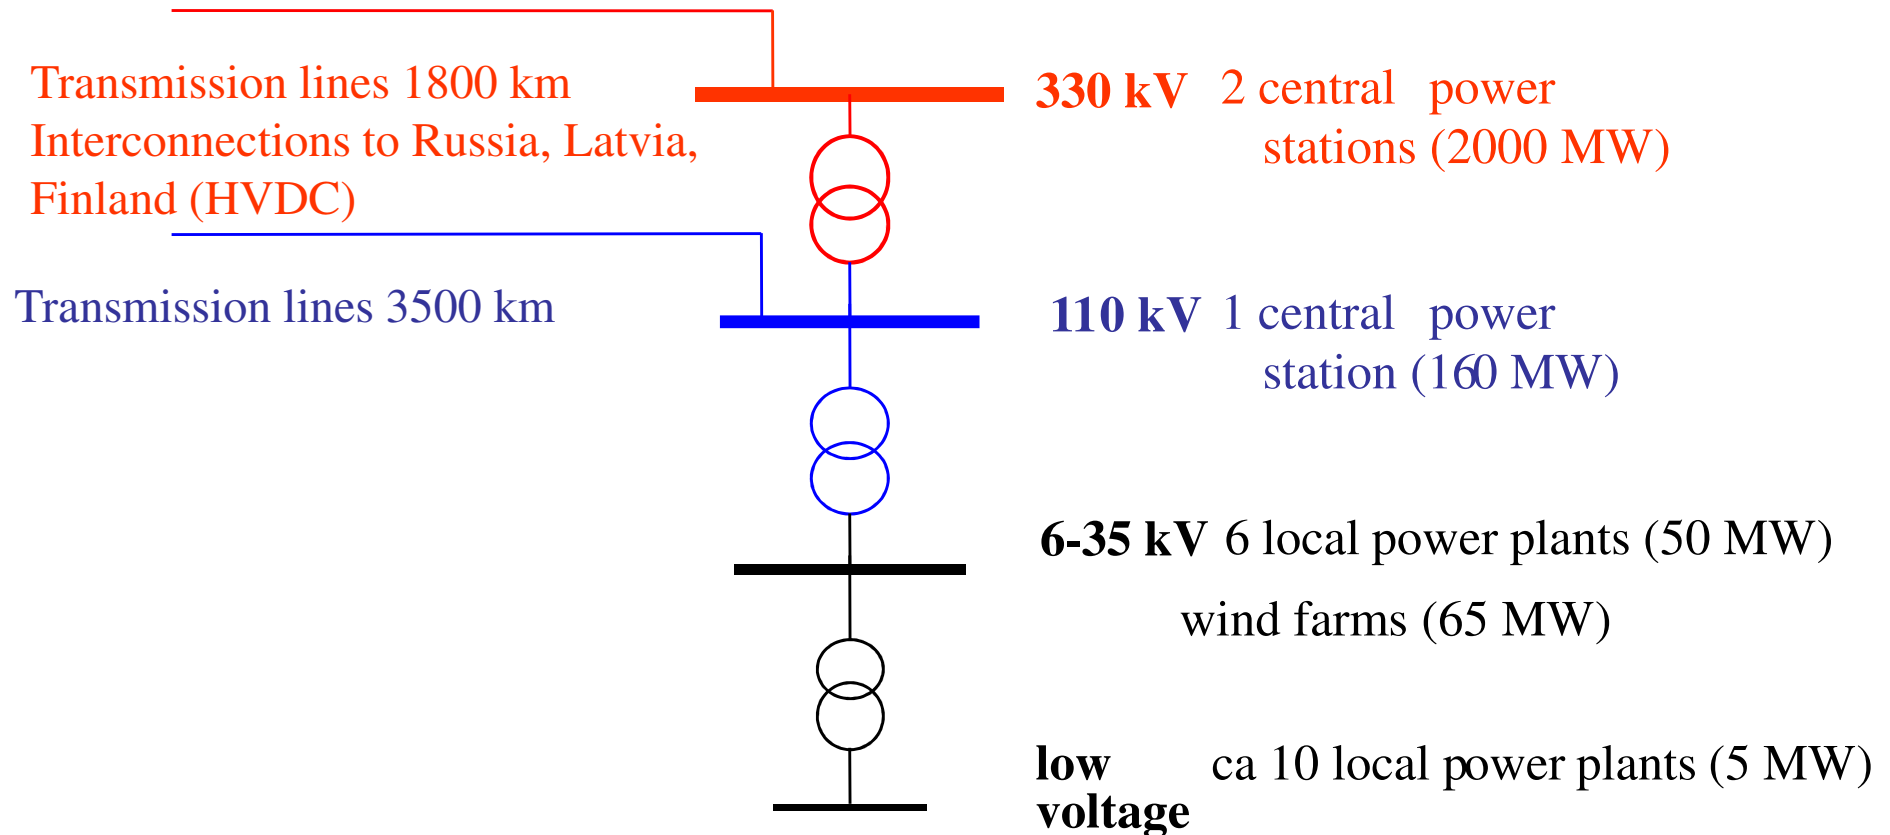 Transmission lines 1800 km
Interconnections to Russia, Latvia,
Finland (HVDC)
330 kV 2 central power
stations (2000 MW)
Transmission lines 3500 km
110 kV 1 central power
station (160 MW)
6-35 kV 6 local power plants (50 MW)
wind farms (65 MW)
low ca 10 local power plants (5 MW)
voltage